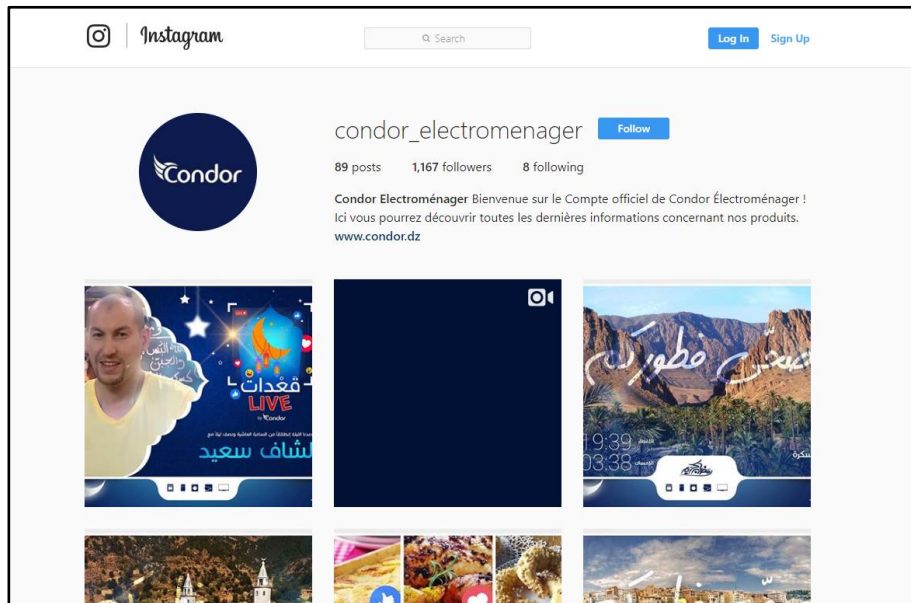 Instagram
Search
Log In
Sign Up
Condor
condor_electromenager
Follow
89 posts 1,167 followers 8 following
Condor Electroménager Bienvenue sur le Compte officiel de Condor Électroménager !
Ici vous pourrez découvrir toutes les dernières informations concernant nos produits.
www.condor.dz
قعدات
LIVE
by Condor
الشاف سعيد
صحى فطوركم
19:39
03:38